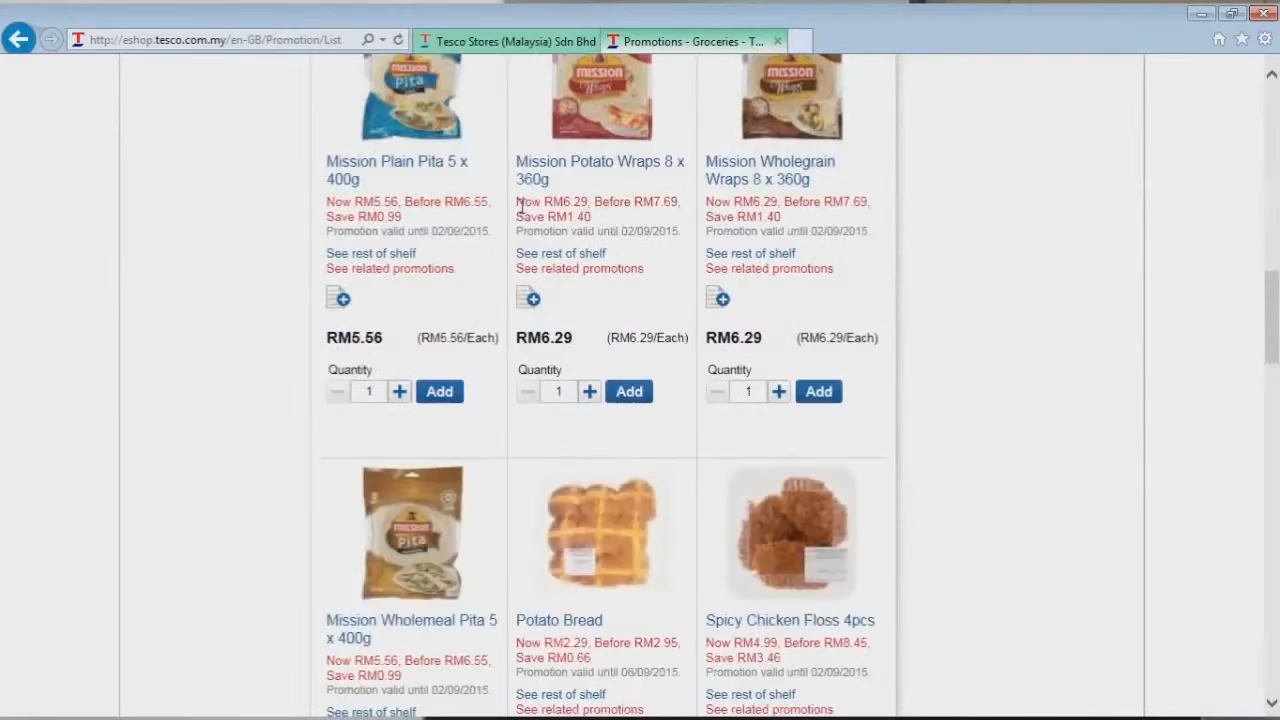 http://eshop.tesco.com.my/en-GB/Promotion/List
Tesco Stores (Malaysia) Sdn Bhd
Promotions - Groceries - T...
MISSION
pita
MISSION
Wraps
MISSION
Wraps
Mission Plain Pita 5 x
400g
Now RM5.56, Before RM6.55,
Save RM0.99
Promotion valid until 02/09/2015.
See rest of shelf
See related promotions
RM5.56 (RM5.56/Each)
Quantity
1
Add
Mission Potato Wraps 8 x
360g
Now RM6.29, Before RM7.69,
Save RM1.40
Promotion valid until 02/09/2015.
See rest of shelf
See related promotions
RM6.29 (RM6.29/Each)
Quantity
1
Add
Mission Wholegrain
Wraps 8 x 360g
Now RM6.29, Before RM7.69,
Save RM1.40
Promotion valid until 02/09/2015.
See rest of shelf
See related promotions
RM6.29 (RM6.29/Each)
Quantity
1
Add
MISSION
pita
Mission Wholemeal Pita 5
x 400g
Now RM5.56, Before RM6.55,
Save RM0.99
Promotion valid until 02/09/2015.
See rest of shelf
Potato Bread
Now RM2.29, Before RM2.95,
Save RM0.66
Promotion valid until 06/09/2015.
See rest of shelf
See related promotions
Spicy Chicken Floss 4pcs
Now RM4.99, Before RM8.45,
Save RM3.46
Promotion valid until 02/09/2015.
See rest of shelf
See related promotions